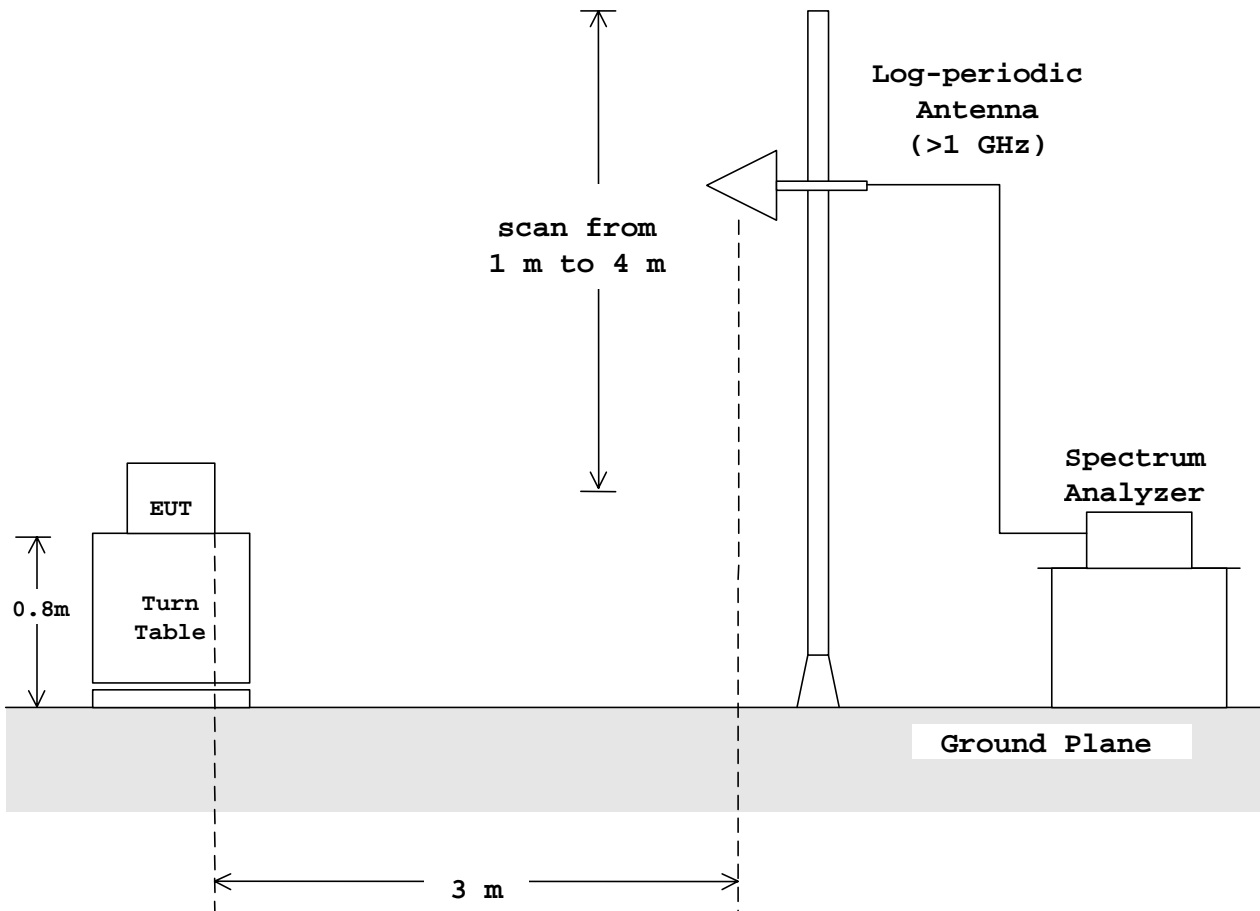 Log-periodic
Antenna
(>1 GHz)
scan from
1 m to 4 m
Spectrum
Analyzer
EUT
0.8m
Turn
Table
Ground Plane
3 m